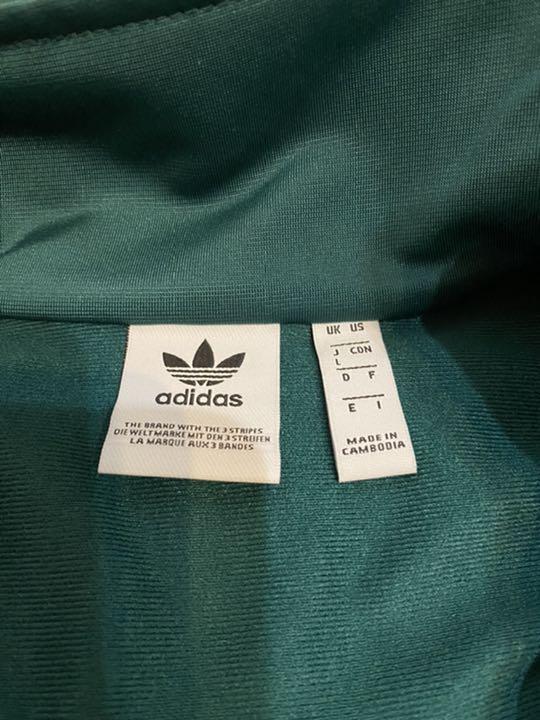 adidas
THE BRAND WITH THE 3 STRIPES
DIE WELTMARKE MIT DEN 3 STREIFEN
LA MARQUE AUX 3 BANDES
UK US
J CDN
L
D F
E I
MADE IN
CAMBODIA